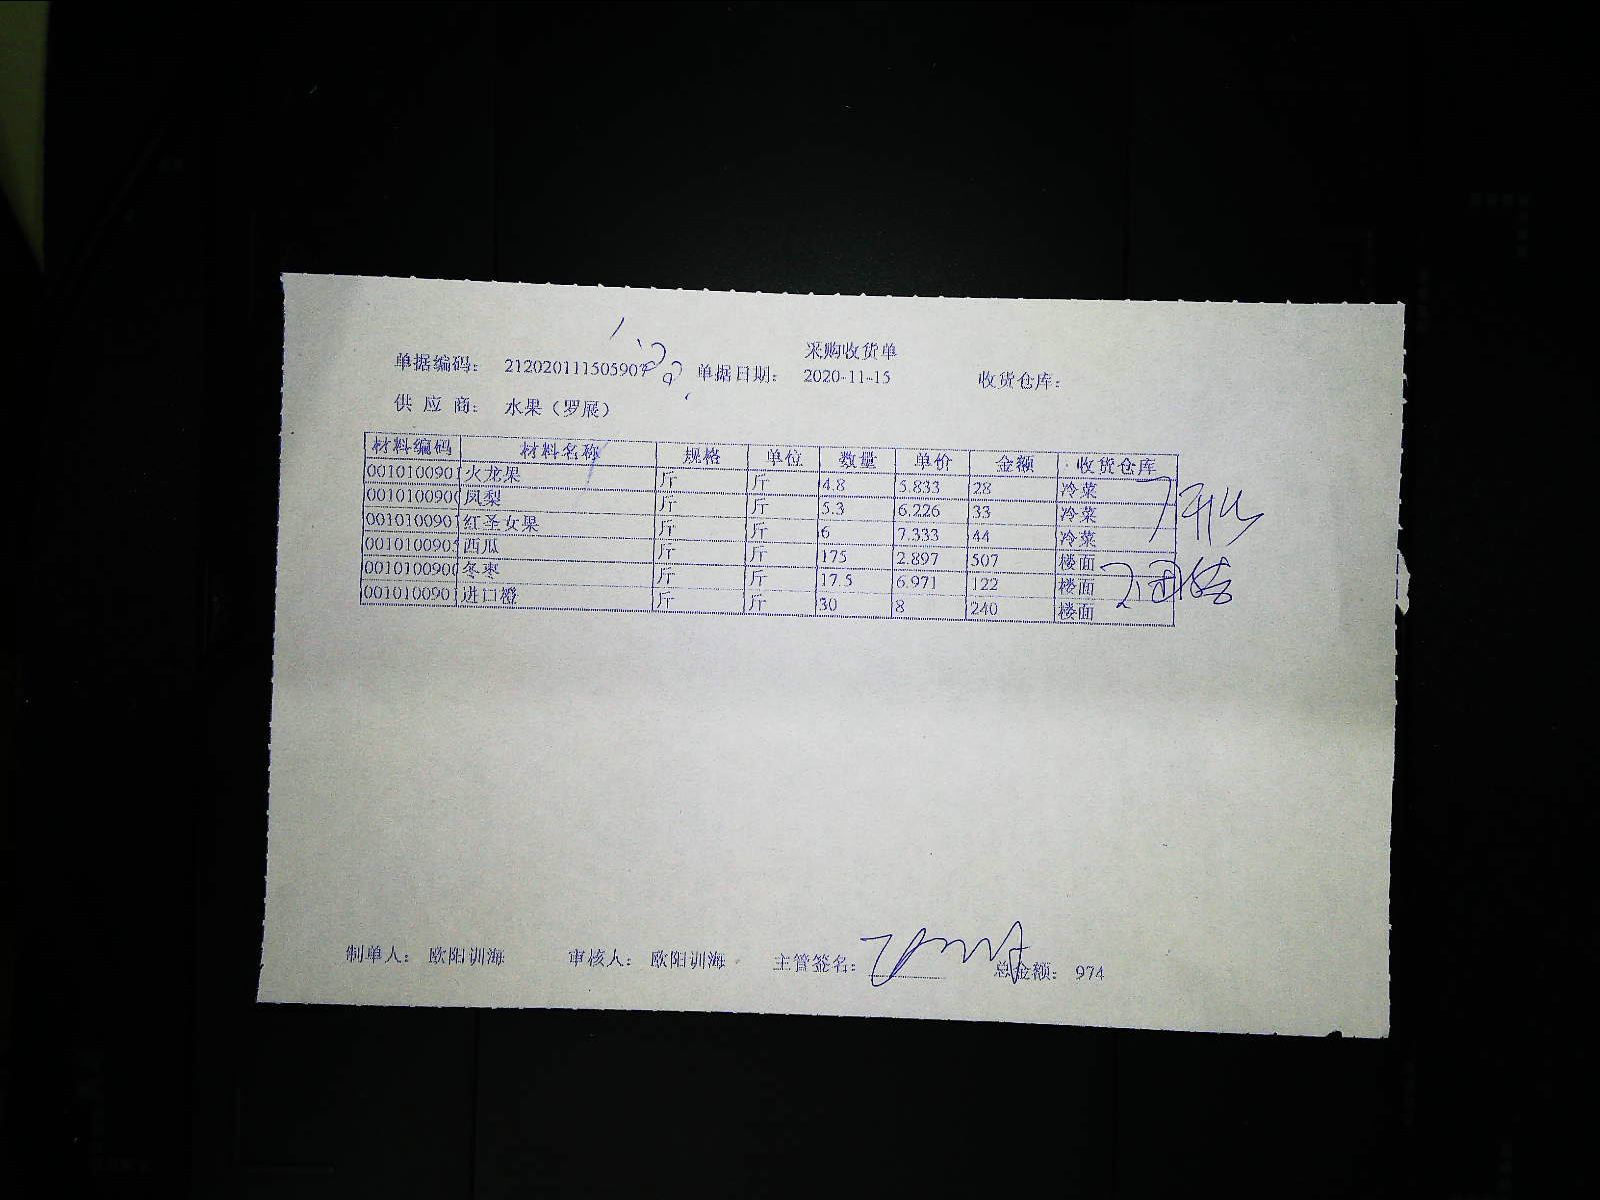 采购收货单
单据编码： 21202011150590 单据日期： 2020-11-15 收货仓库：
供 应 商： 水果（罗展）
材料编码 材料名称 规格 单位 数量 单价 金额 收货仓库
001010090 火龙果 斤 斤 4.8 5.833 28 冷菜
001010090 凤梨 斤 斤 5.3 6.226 33 冷菜
001010090 红圣女果 斤 斤 6 7.333 44 冷菜
001010090 西瓜 斤 斤 175 2.897 507 楼面
001010090 冬枣 斤 斤 17.5 6.971 122 楼面
001010090 进口橙 斤 斤 30 8 240 楼面
制单人： 欧阳训海 审核人： 欧阳训海 主管签名： 总金额： 974